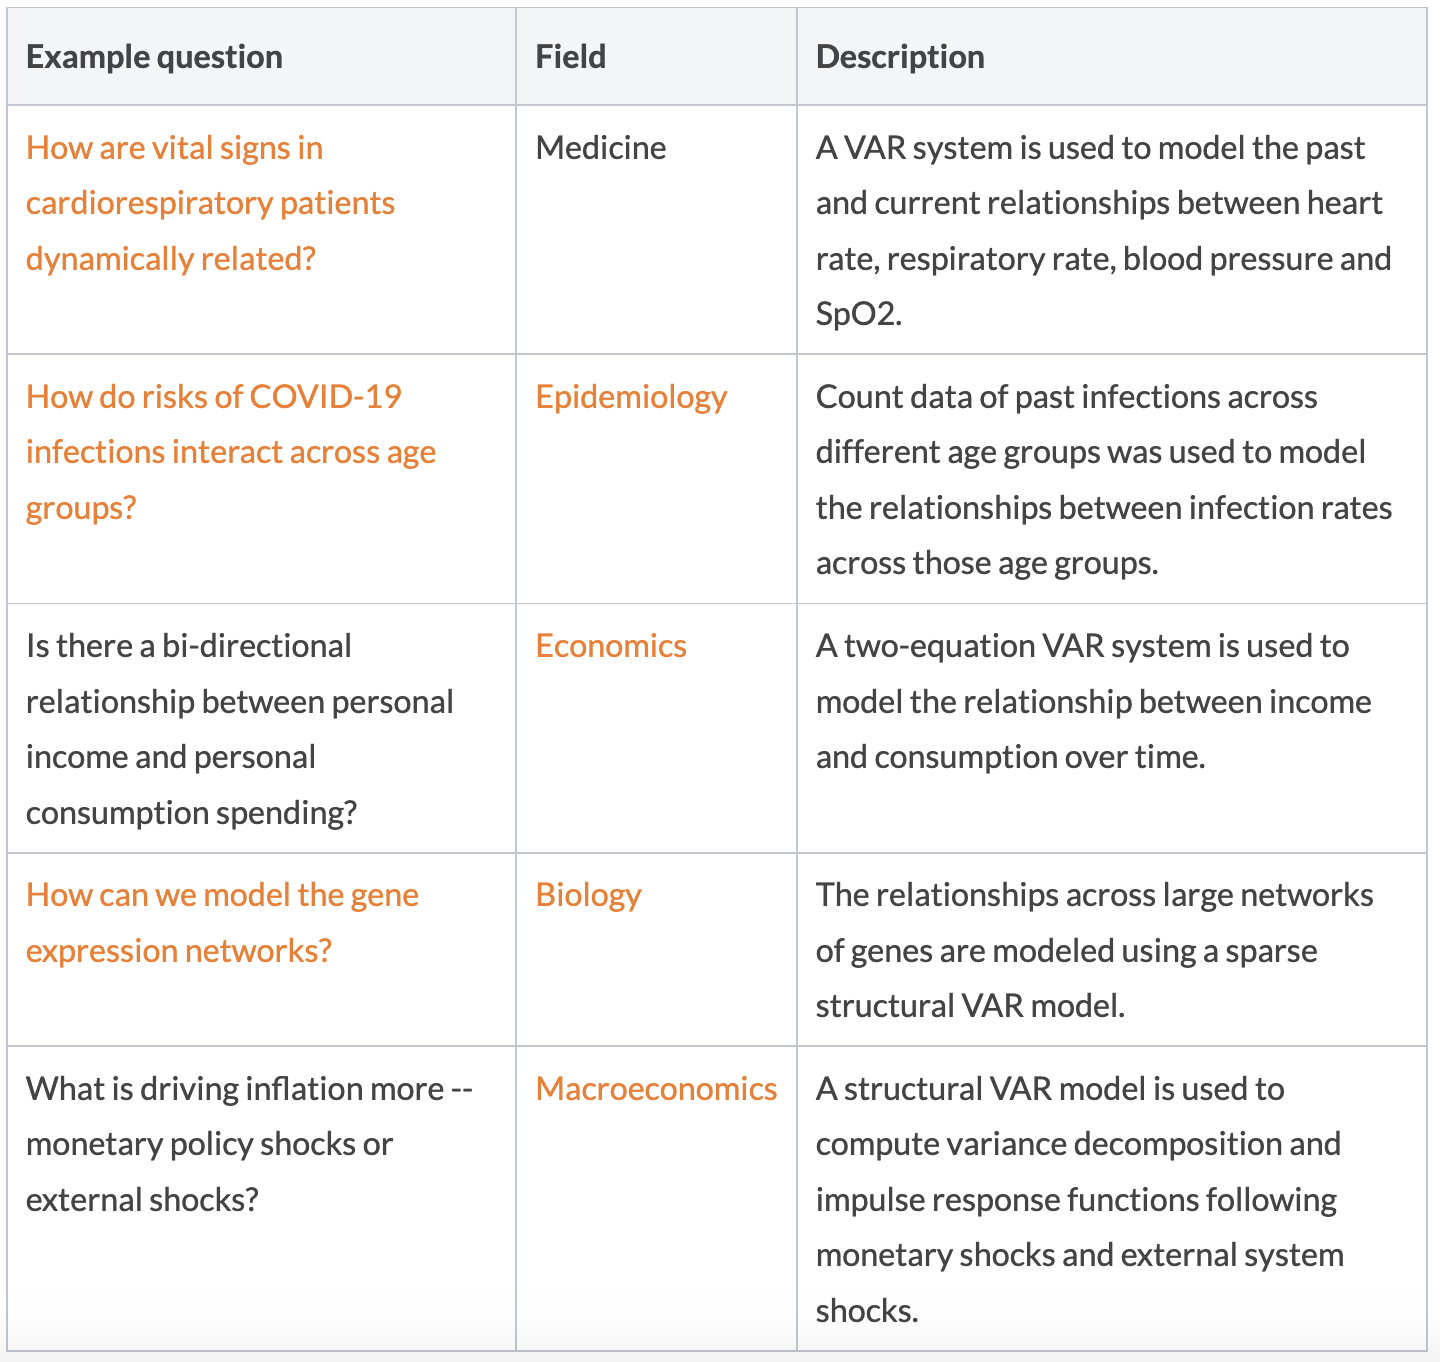 Example question
Field
Description
How are vital signs in
cardiorespiratory patients
dynamically related?
Medicine
A VAR system is used to model the past
and current relationships between heart
rate, respiratory rate, blood pressure and
SpO2.
How do risks of COVID-19
infections interact across age
groups?
Epidemiology
Count data of past infections across
different age groups was used to model
the relationships between infection rates
across those age groups.
Is there a bi-directional
relationship between personal
income and personal
consumption spending?
Economics
A two-equation VAR system is used to
model the relationship between income
and consumption over time.
How can we model the gene
expression networks?
Biology
The relationships across large networks
of genes are modeled using a sparse
structural VAR model.
What is driving inflation more --
monetary policy shocks or
external shocks?
Macroeconomics
A structural VAR model is used to
compute variance decomposition and
impulse response functions following
monetary shocks and external system
shocks.